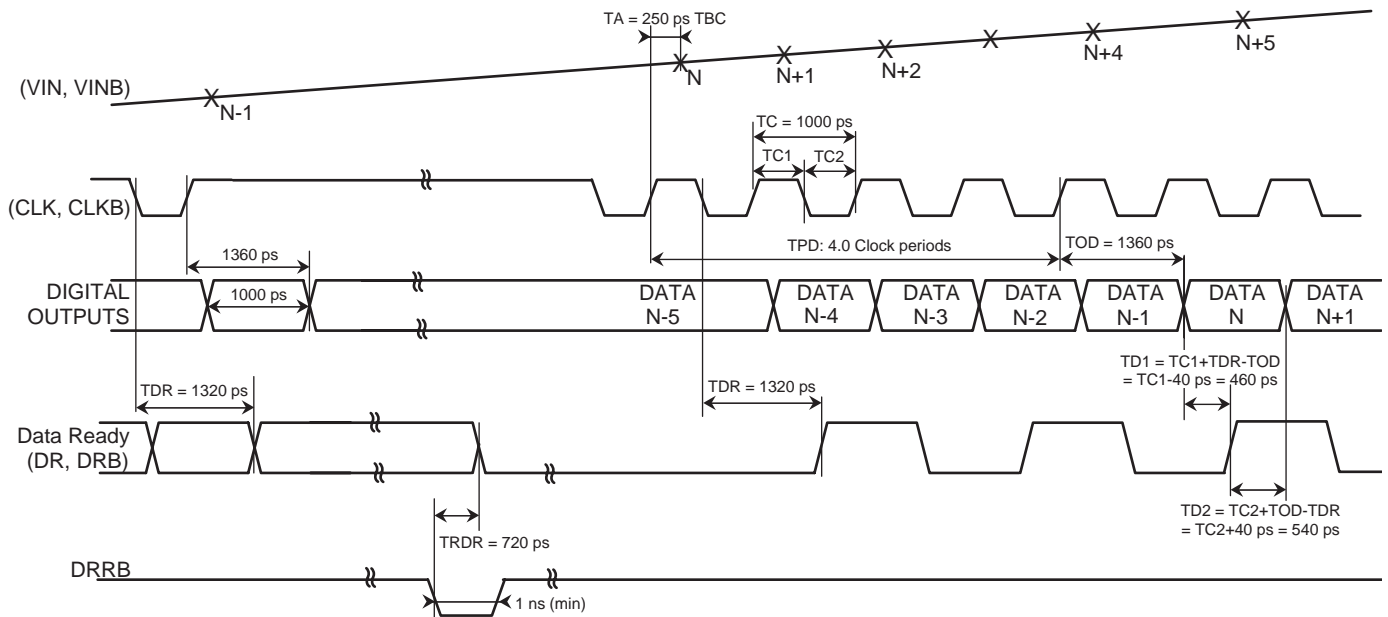 TA = 250 ps TBC
(VIN, VINB)
N-1
N
N+1
N+2
N+4
N+5
TC = 1000 ps
TC1
TC2
(CLK, CLKB)
1360 ps
TPD: 4.0 Clock periods
TOD = 1360 ps
DIGITAL
OUTPUTS
1000 ps
DATA
N-5
DATA
N-4
DATA
N-3
DATA
N-2
DATA
N-1
DATA
N
DATA
N+1
TDR = 1320 ps
TDR = 1320 ps
TD1 = TC1+TDR-TOD
= TC1-40 ps = 460 ps
Data Ready
(DR, DRB)
TD2 = TC2+TOD-TDR
= TC2+40 ps = 540 ps
TRDR = 720 ps
DRRB
1 ns (min)